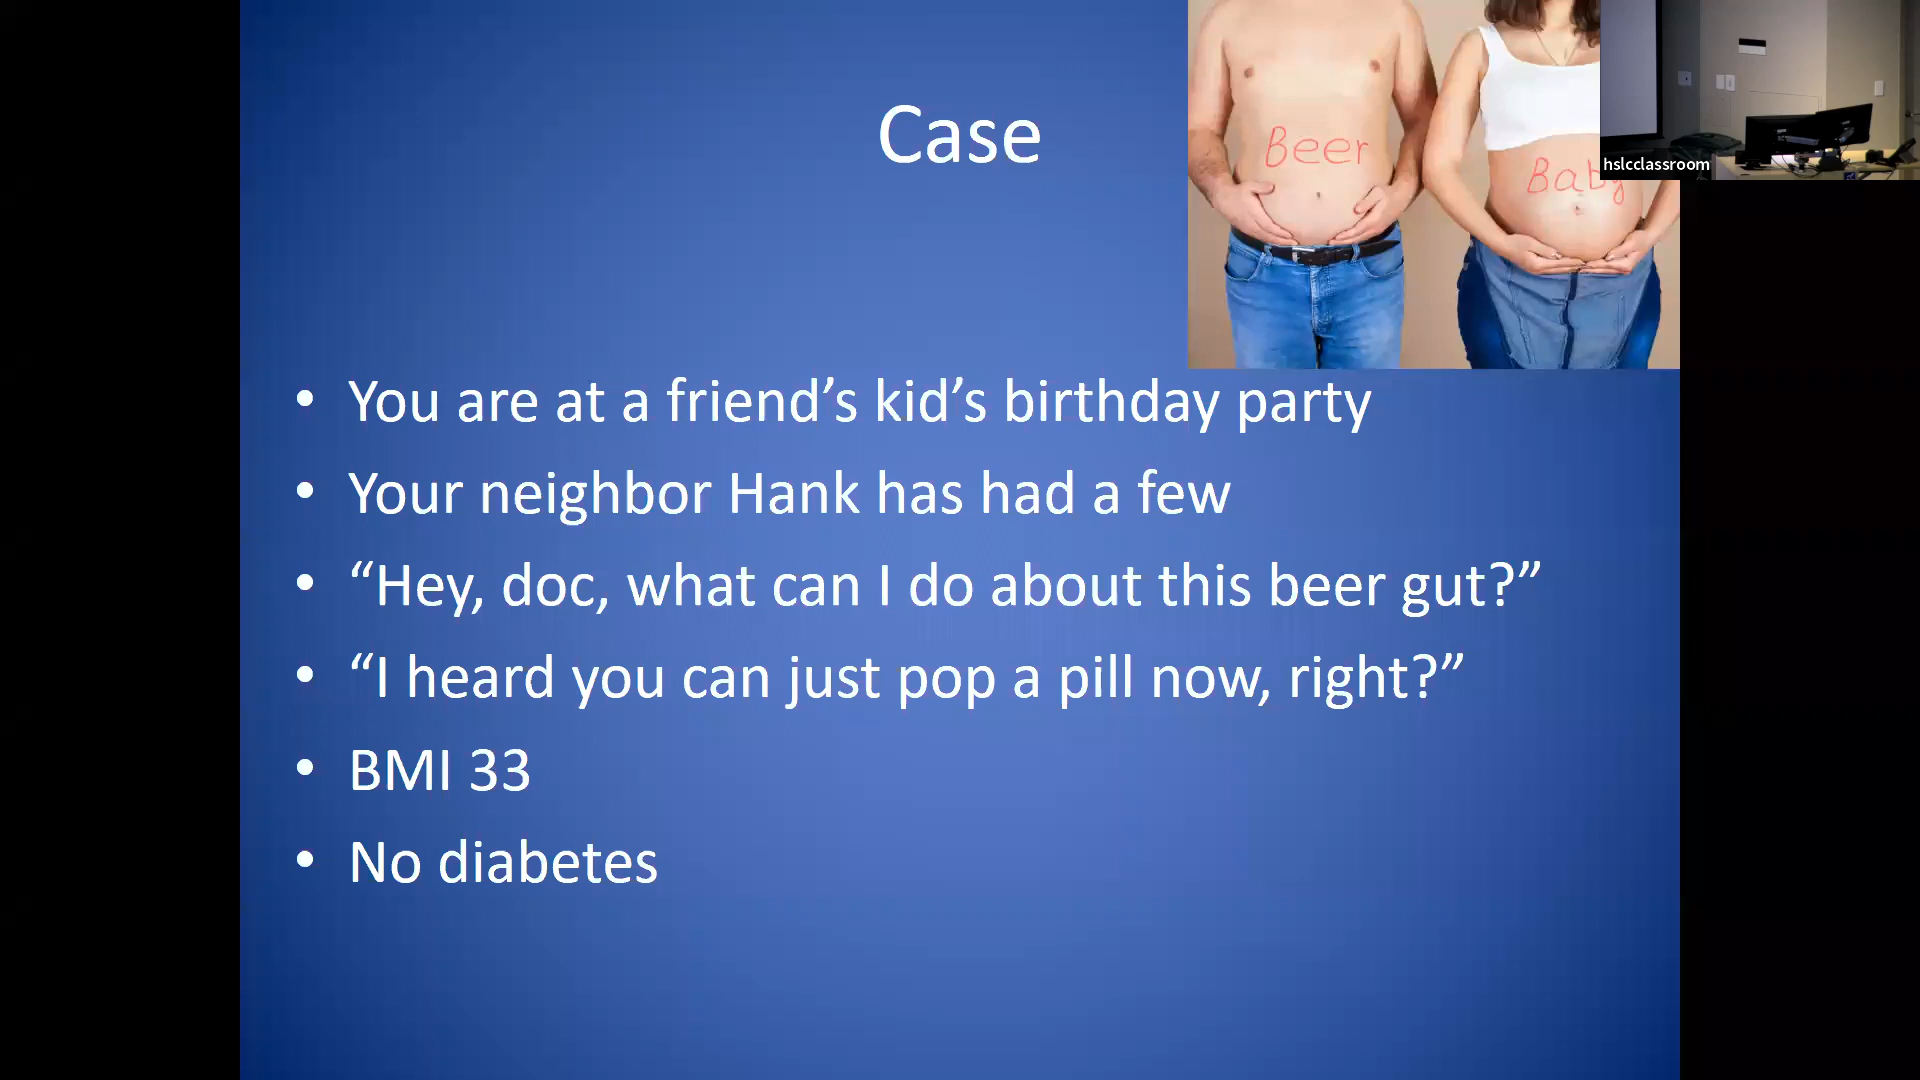 Case
Beer
Baby
hslcclassroom
• You are at a friend’s kid’s birthday party
• Your neighbor Hank has had a few
• “Hey, doc, what can I do about this beer gut?”
• “I heard you can just pop a pill now, right?”
• BMI 33
• No diabetes